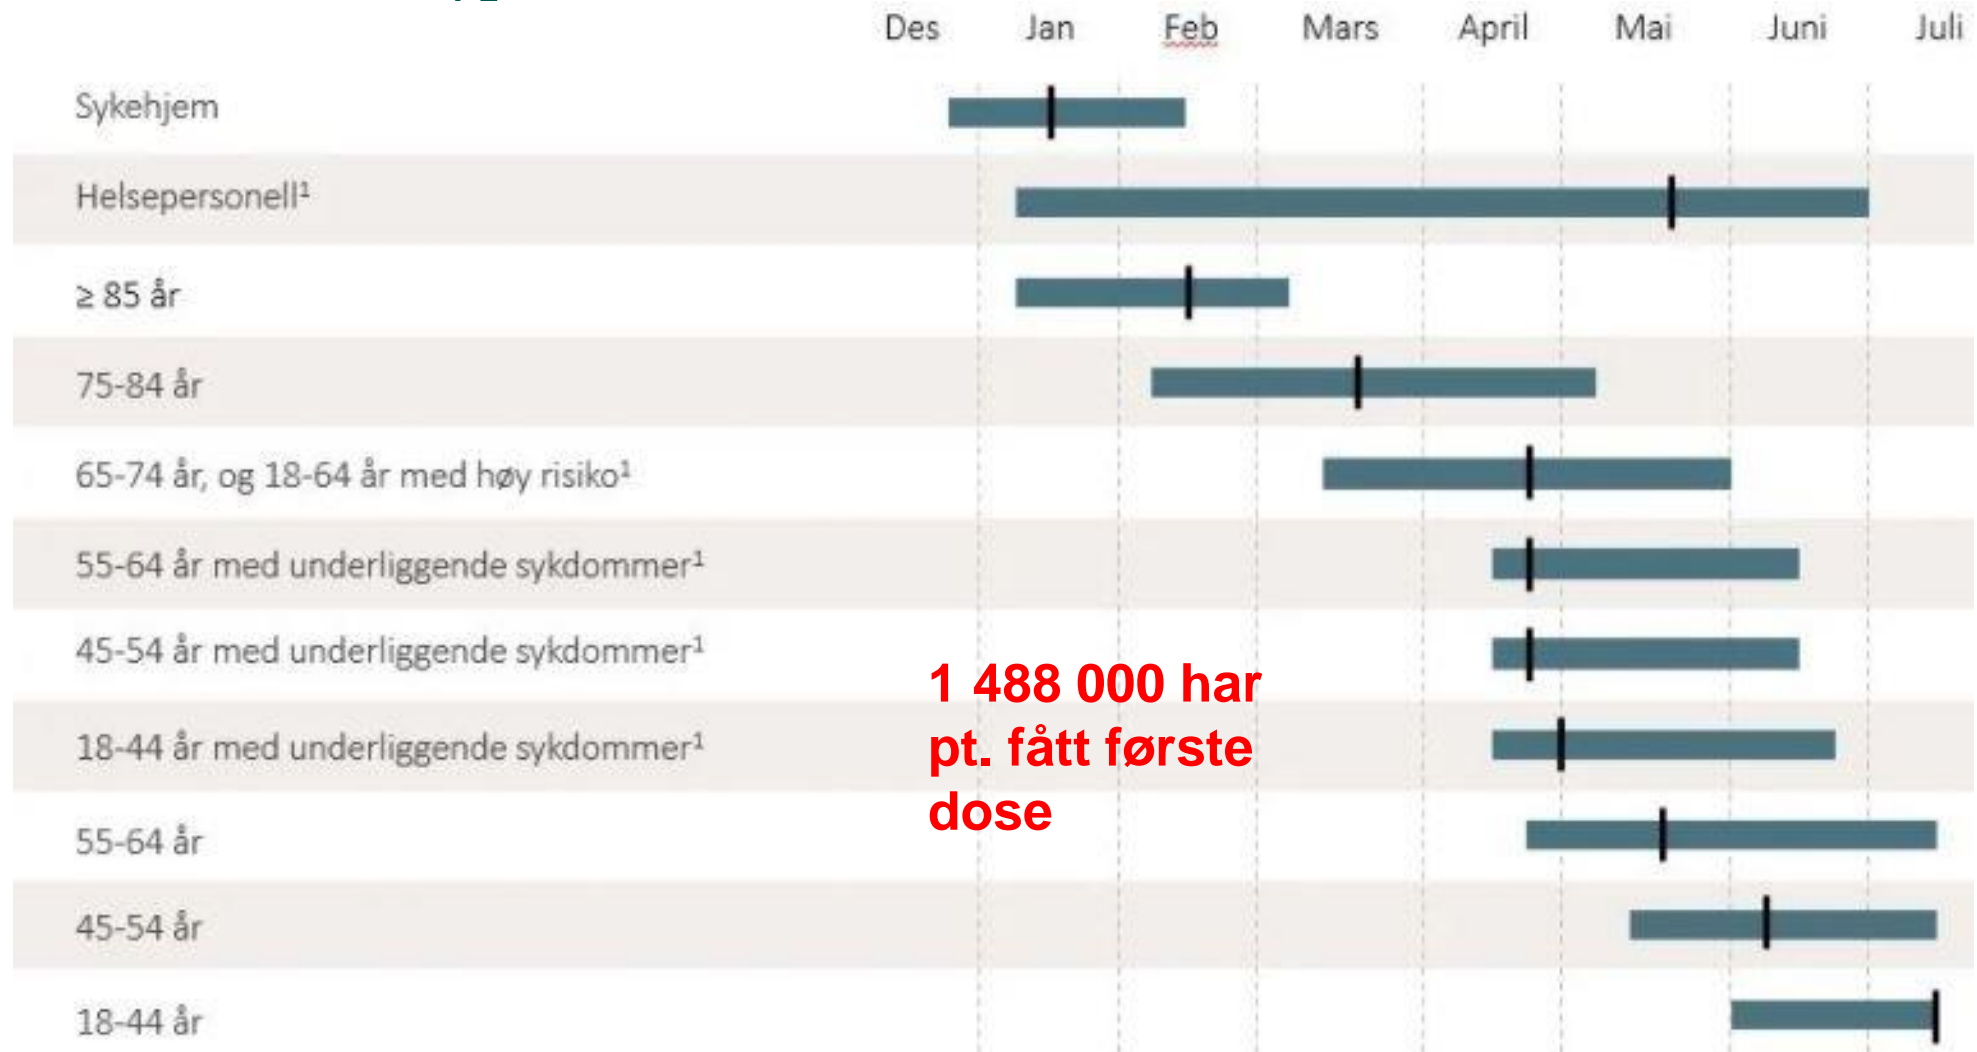 Des Jan Feb Mars April Mai Juni Juli
Sykehjem
Helsepersonell¹
≥ 85 år
75-84 år
65-74 år, og 18-64 år med høy risiko¹
55-64 år med underliggende sykdommer¹
45-54 år med underliggende sykdommer¹
18-44 år med underliggende sykdommer¹
55-64 år
45-54 år
18-44 år
1 488 000 har
pt. fått første
dose